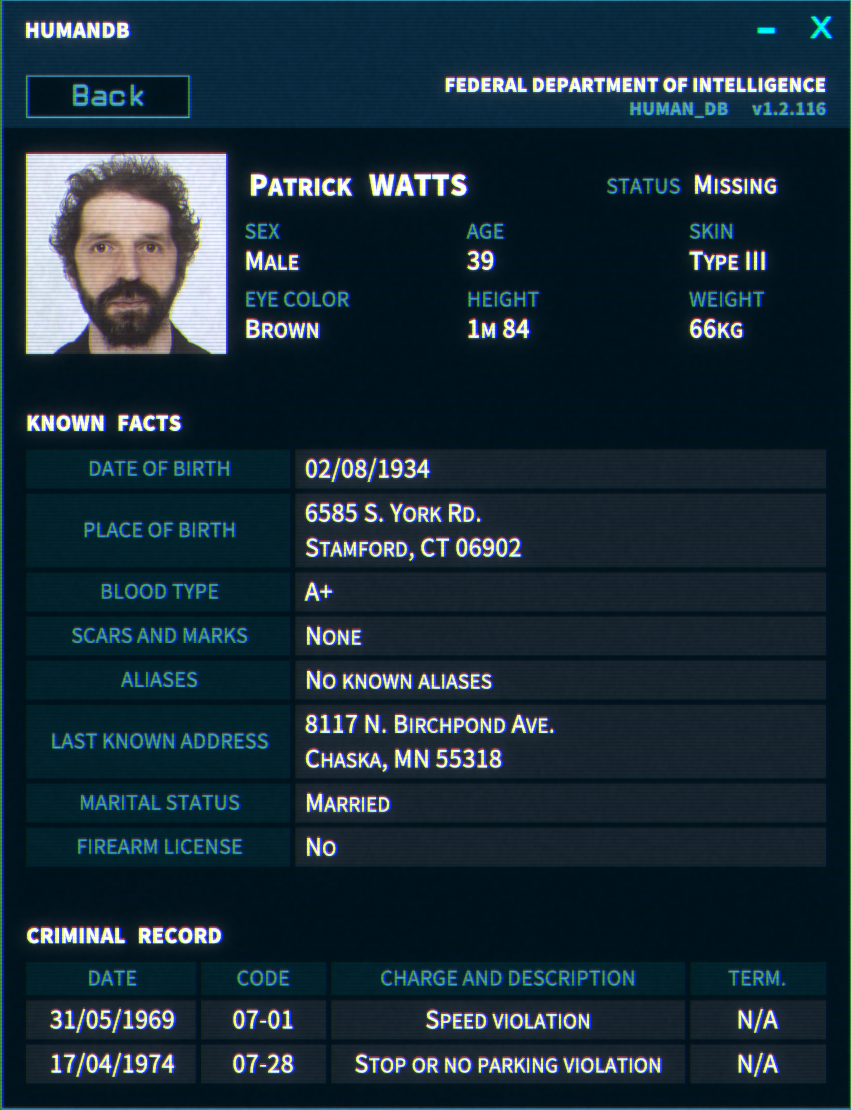 HUMANDB
– X
Back
FEDERAL DEPARTMENT OF INTELLIGENCE
HUMAN_DB v1.2.116
PATRICK WATTS
STATUS MISSING
SEX AGE SKIN
MALE 39 TYPE III
EYE COLOR HEIGHT WEIGHT
BROWN 1M 84 66KG
KNOWN FACTS
DATE OF BIRTH 02/08/1934
PLACE OF BIRTH 6585 S. YORK RD.
STAMFORD, CT 06902
BLOOD TYPE A+
SCARS AND MARKS NONE
ALIASES NO KNOWN ALIASES
LAST KNOWN ADDRESS 8117 N. BIRCHPOND AVE.
CHASKA, MN 55318
MARITAL STATUS MARRIED
FIREARM LICENSE NO
CRIMINAL RECORD
DATE CODE CHARGE AND DESCRIPTION TERM.
31/05/1969 07-01 SPEED VIOLATION N/A
17/04/1974 07-28 STOP OR NO PARKING VIOLATION N/A